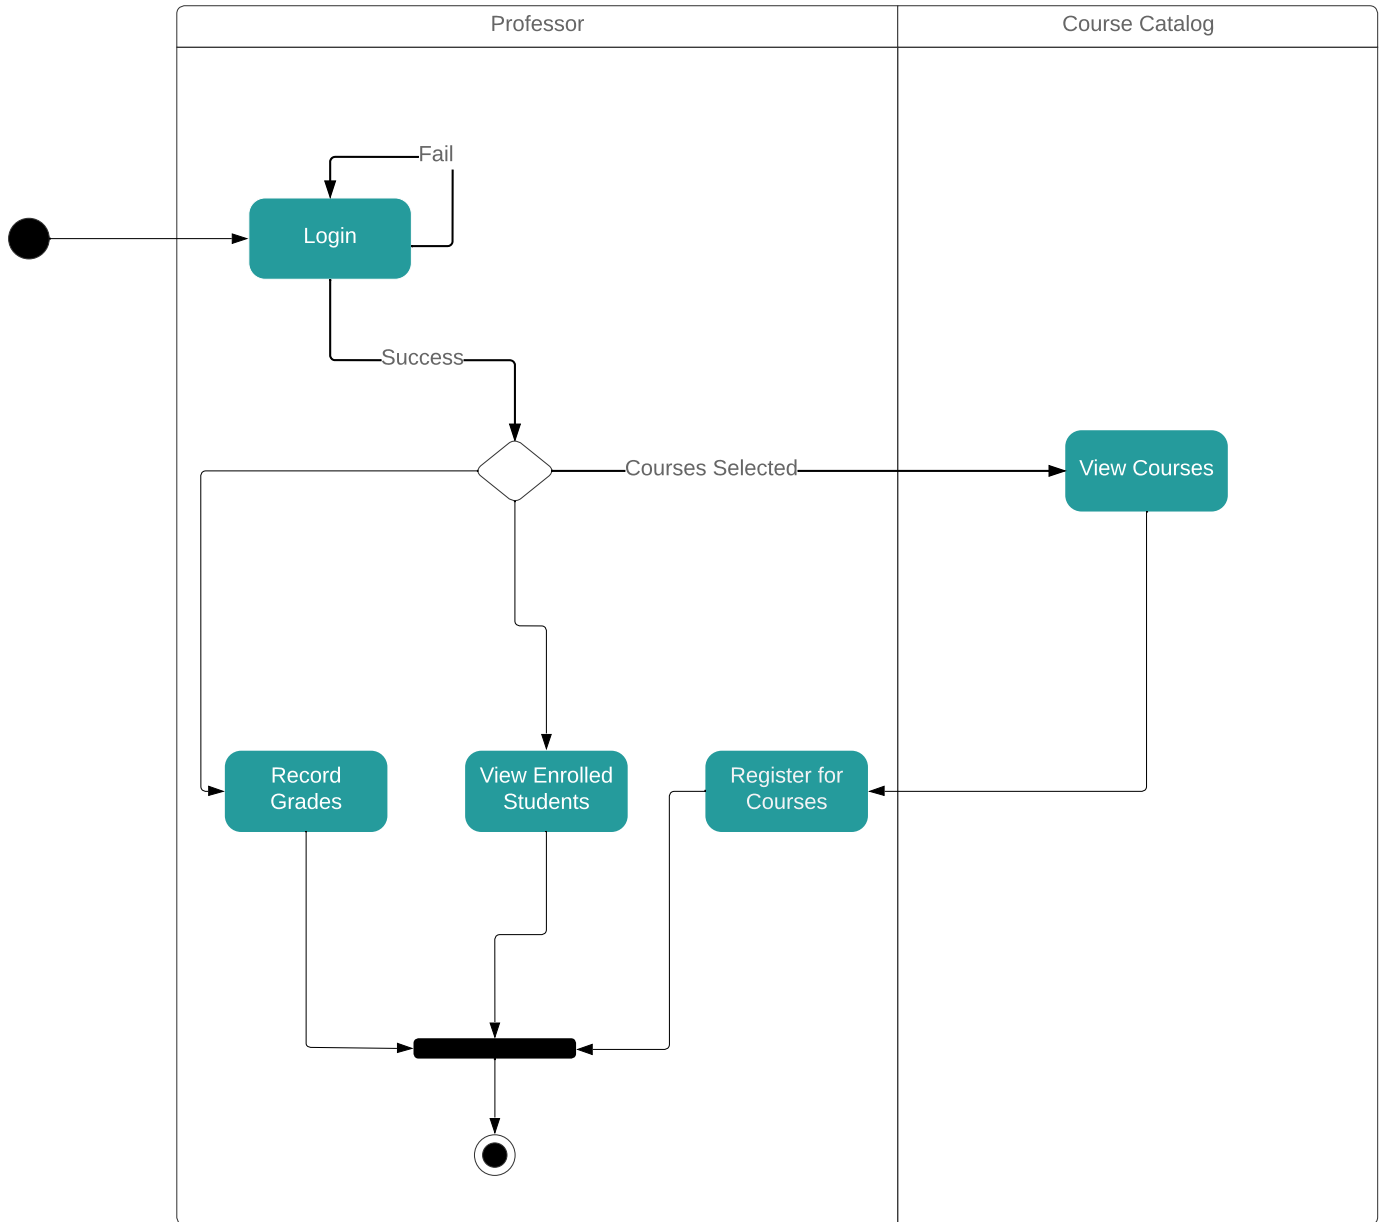 Professor
Course Catalog
Fail
Login
Success
Courses Selected
View Courses
Record
Grades
View Enrolled
Students
Register for
Courses